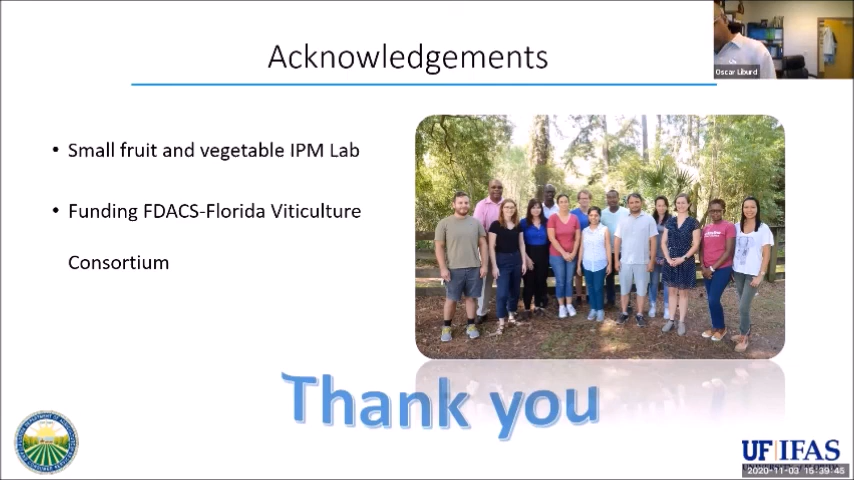 Acknowledgements
Oscar Liburd
• Small fruit and vegetable IPM Lab
• Funding FDACS-Florida Viticulture
Consortium
Thank you
UF|IFAS
2020-11-03 15:39:45